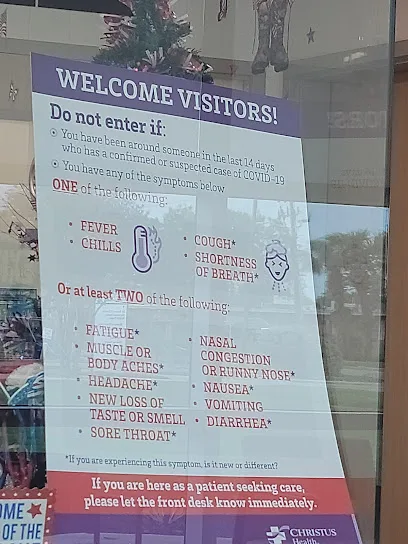 WELCOME VISITORS!
Do not enter if:
You have been around someone in the last 14 days
who has a confirmed or suspected case of COVID-19
You have any of the symptoms below
ONE of the following:
• FEVER
• CHILLS
• COUGH*
• SHORTNESS
OF BREATH*
Or at least TWO of the following:
• FATIGUE*
• MUSCLE OR
BODY ACHES*
• HEADACHE*
• NEW LOSS OF
TASTE OR SMELL
• SORE THROAT*
• NASAL
CONGESTION
OR RUNNY NOSE*
• NAUSEA*
• VOMITING
• DIARRHEA*
*If you are experiencing this symptom, is it new or different?
If you are here as a patient seeking care,
please let the front desk know immediately.
CHRISTUS
Health
OME
OF THE